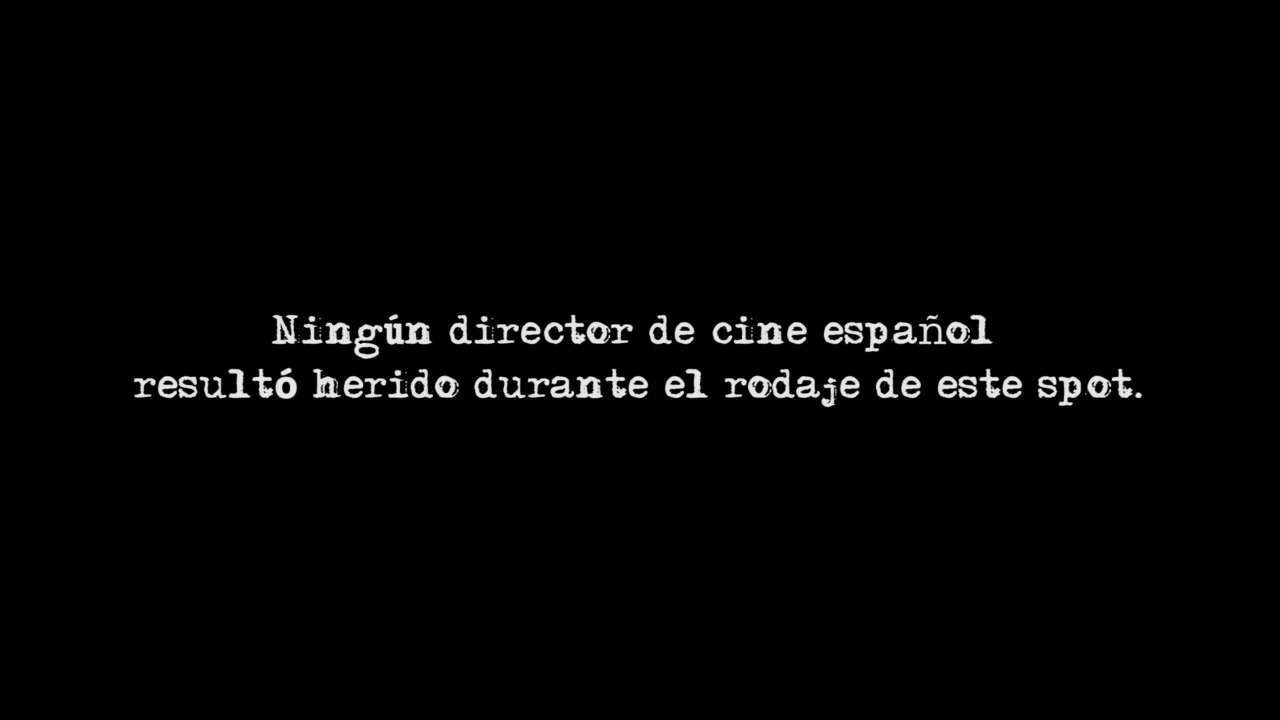 Ningún director de cine español
resultó herido durante el rodaje de este spot.